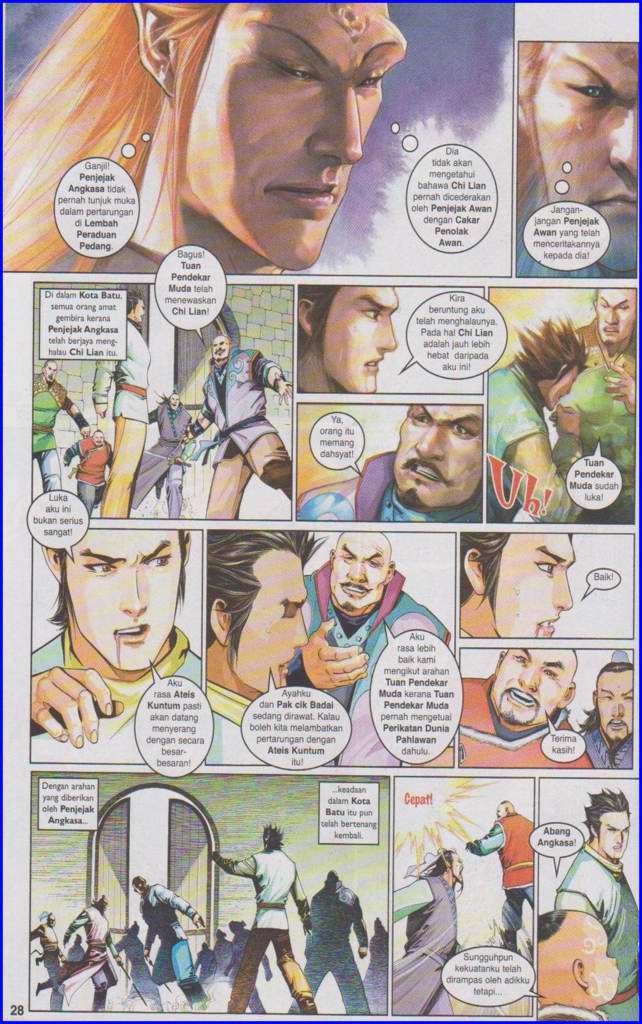 Ganjil!
Penjejak
Angkasa tidak
pernah tunjuk muka
dalam pertarungan
di Lembah
Peraduan
Pedang.
Dia
tidak akan
mengetahui
bahawa Chi Lian
pernah dicederakan
oleh Penjejak Awan
dengan Cakar
Penolak
Awan.
Jangan-
jangan Penjejak
Awan yang telah
menceritakannya
kepada dia!
Di dalam Kota Batu,
semua orang amat
gembira kerana
Penjejak Angkasa
telah berjaya meng-
halau Chi Lian itu.
Bagus!
Tuan
Pendekar
Muda telah
menewaskan
Chi Lian!
Kira
beruntung aku
telah menghalaunya.
Pada hal Chi Lian
adalah jauh lebih
hebat daripada
aku ini!
Ya,
orang itu
memang
dahsyat!
Uh!
Tuan
Pendekar
Muda sudah
luka!
Luka
aku ini
bukan serius
sangat!
Aku
rasa Ateis
Kuntum pasti
akan datang
menyerang
dengan secara
besar-
besaran!
Ayahku
dan Pak cik Badai
sedang dirawat. Kalau
boleh kita melambatkan
pertarungan dengan
Ateis Kuntum
itu!
Aku
rasa lebih
baik kami
mengikut arahan
Tuan Pendekar
Muda kerana Tuan
Pendekar Muda
pernah mengetuai
Perikatan Dunia
Pahlawan
dahulu.
Baik!
Terima
kasih!
Dengan arahan
yang diberikan
oleh Penjejak
Angkasa...
...keadaan
dalam Kota
Batu itu pun
telah bertenang
kembali.
Cepat!
Abang
Angkasa!
Sungguhpun
kekuatanku telah
dirampas oleh adikku
tetapi...
28